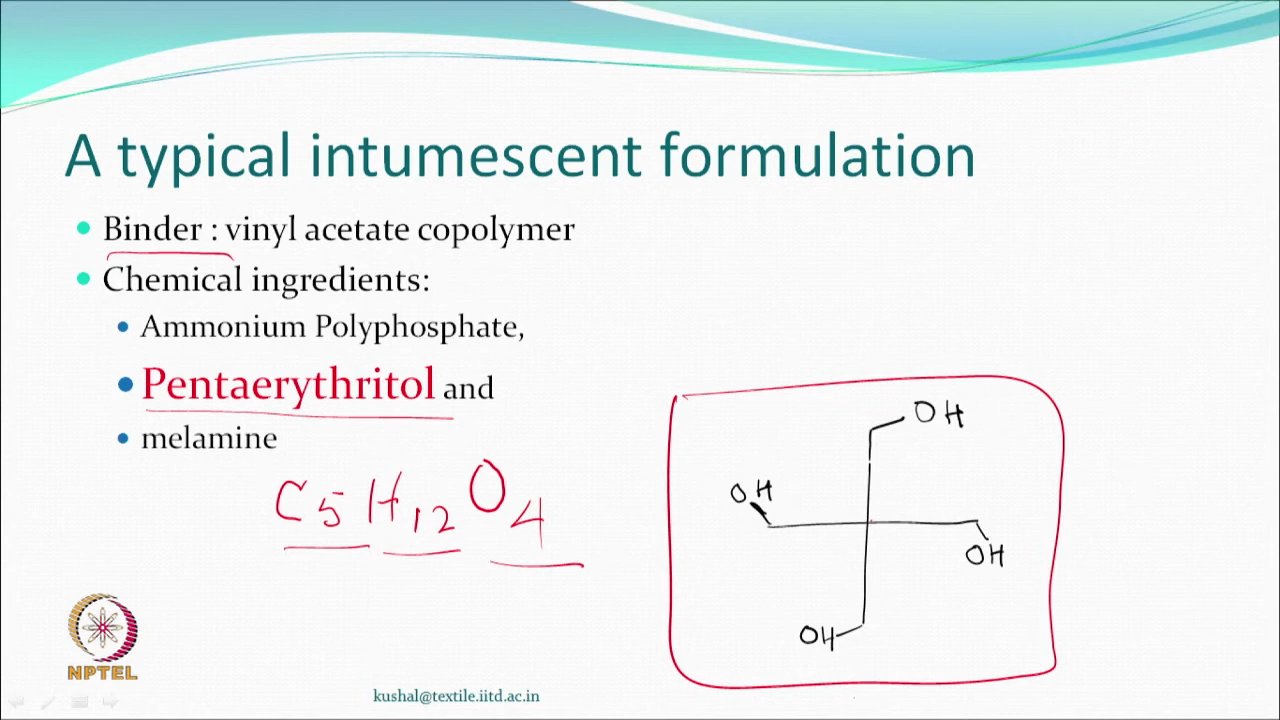 A typical intumescent formulation
Binder : vinyl acetate copolymer
Chemical ingredients:
Ammonium Polyphosphate,
Pentaerythritol and
melamine
C5H12O4
OH
OH
OH
OH
NPTEL
kushal@textile.iitd.ac.in